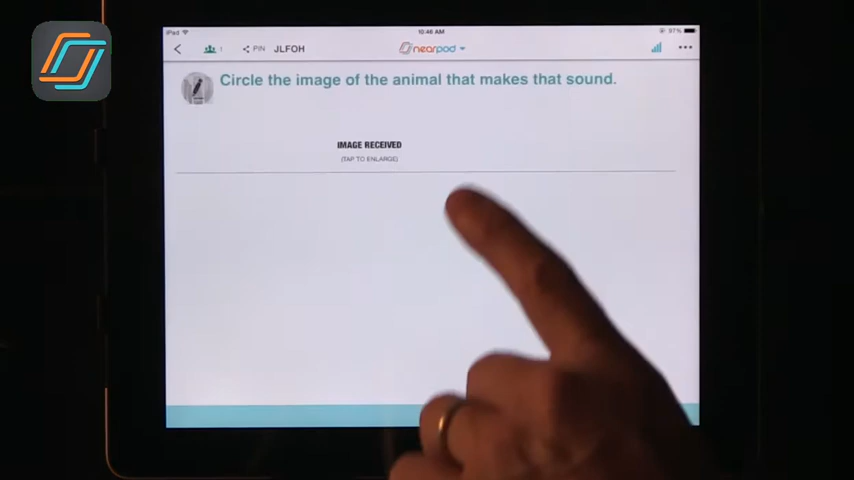 iPad
10:46 AM
97%
1
PIN JLFOH
nearpod
Circle the image of the animal that makes that sound.
IMAGE RECEIVED
(TAP TO ENLARGE)